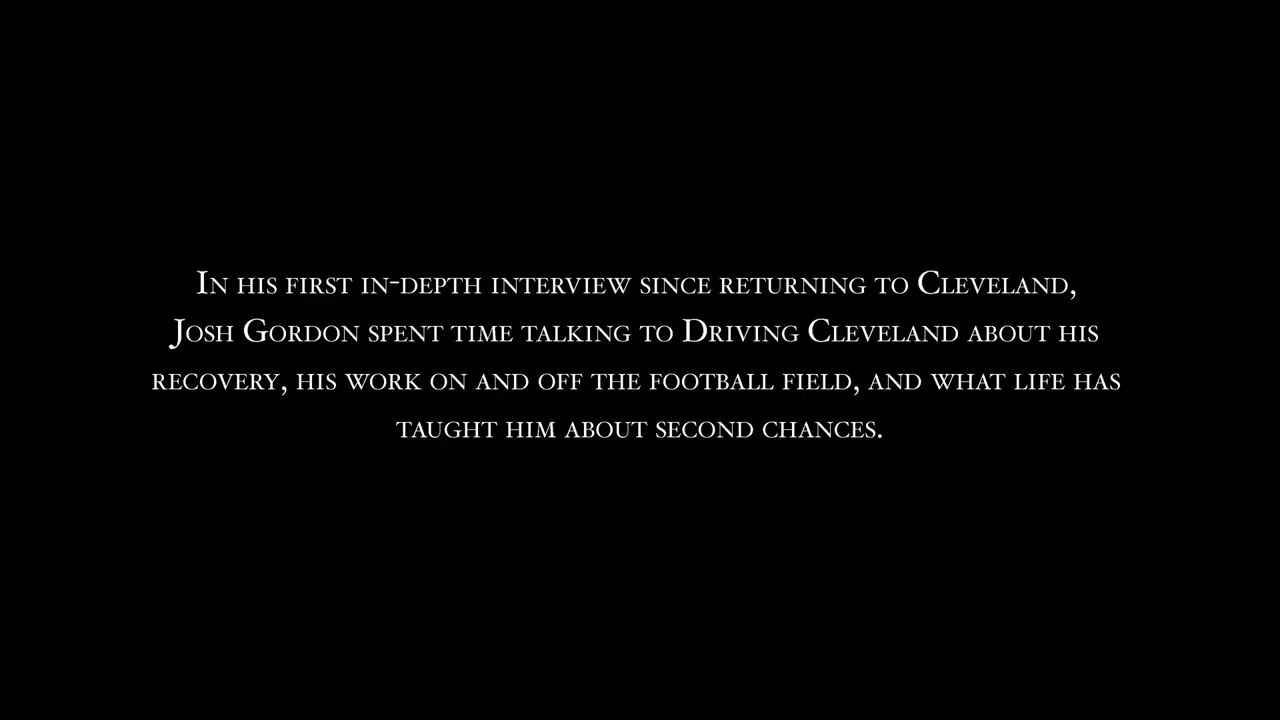 In his first in-depth interview since returning to Cleveland,
Josh Gordon spent time talking to Driving Cleveland about his
recovery, his work on and off the football field, and what life has
taught him about second chances.